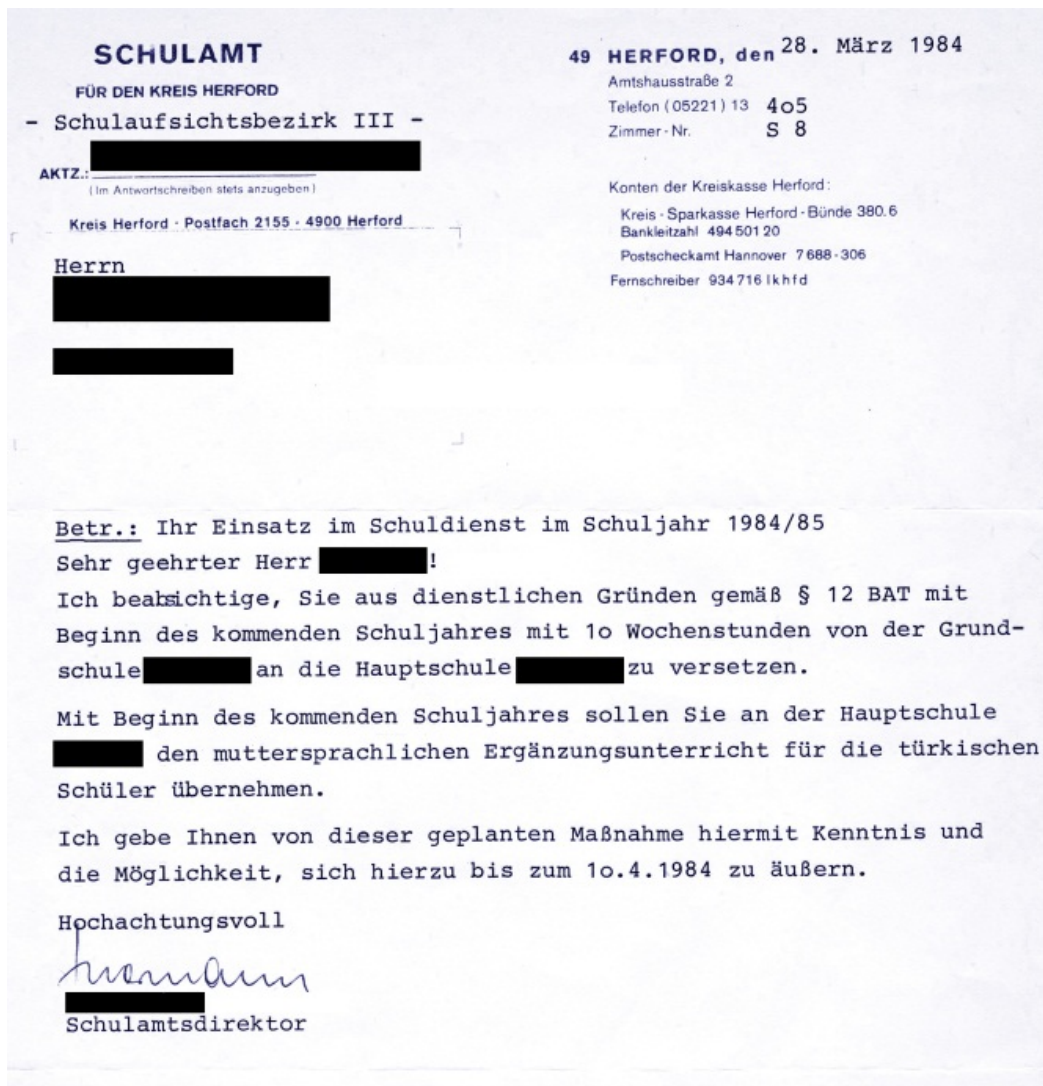 SCHULAMT
FÜR DEN KREIS HERFORD
- Schulaufsichtsbezirk III -
AKTZ.:
(Im Antwortschreiben stets anzugeben)
Kreis Herford · Postfach 2155 · 4900 Herford
49 HERFORD, den 28. März 1984
Amtshausstraße 2
Telefon (05221) 13 4o5
Zimmer-Nr. S 8
Konten der Kreiskasse Herford:
Kreis-Sparkasse Herford-Bünde 380.6
Bankleitzahl 494 501 20
Postscheckamt Hannover 7688-306
Fernschreiber 934716 lkhfd
Herrn
Betr.: Ihr Einsatz im Schuldienst im Schuljahr 1984/85
Sehr geehrter Herr !
Ich beabsichtige, Sie aus dienstlichen Gründen gemäß § 12 BAT mit
Beginn des kommenden Schuljahres mit 1o Wochenstunden von der Grund-
schule an die Hauptschule zu versetzen.
Mit Beginn des kommenden Schuljahres sollen Sie an der Hauptschule
den muttersprachlichen Ergänzungsunterricht für die türkischen
Schüler übernehmen.
Ich gebe Ihnen von dieser geplanten Maßnahme hiermit Kenntnis und
die Möglichkeit, sich hierzu bis zum 1o.4.1984 zu äußern.
Hochachtungsvoll
Schulamtsdirektor